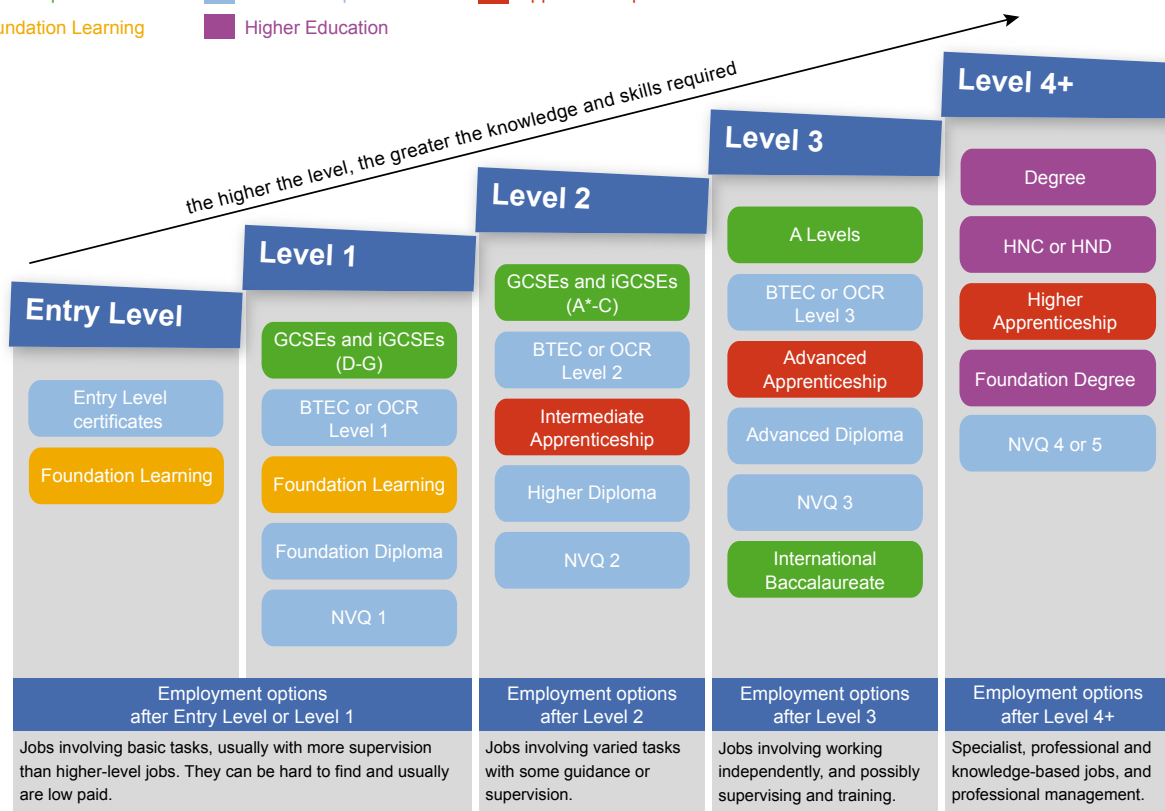 Foundation Learning
Higher Education
the higher the level, the greater the knowledge and skills required
Entry Level
Entry Level
certificates
Foundation Learning
Level 1
GCSEs and iGCSEs
(D-G)
BTEC or OCR
Level 1
Foundation Learning
Foundation Diploma
NVQ 1
Level 2
GCSEs and iGCSEs
(A*-C)
BTEC or OCR
Level 2
Intermediate
Apprenticeship
Higher Diploma
NVQ 2
Level 3
A Levels
BTEC or OCR
Level 3
Advanced
Apprenticeship
Advanced Diploma
NVQ 3
International
Baccalaureate
Level 4+
Degree
HNC or HND
Higher
Apprenticeship
Foundation Degree
NVQ 4 or 5
Employment options
after Entry Level or Level 1
Jobs involving basic tasks, usually with more supervision
than higher-level jobs. They can be hard to find and usually
are low paid.
Employment options
after Level 2
Jobs involving varied tasks
with some guidance or
supervision.
Employment options
after Level 3
Jobs involving working
independently, and possibly
supervising and training.
Employment options
after Level 4+
Specialist, professional and
knowledge-based jobs, and
professional management.